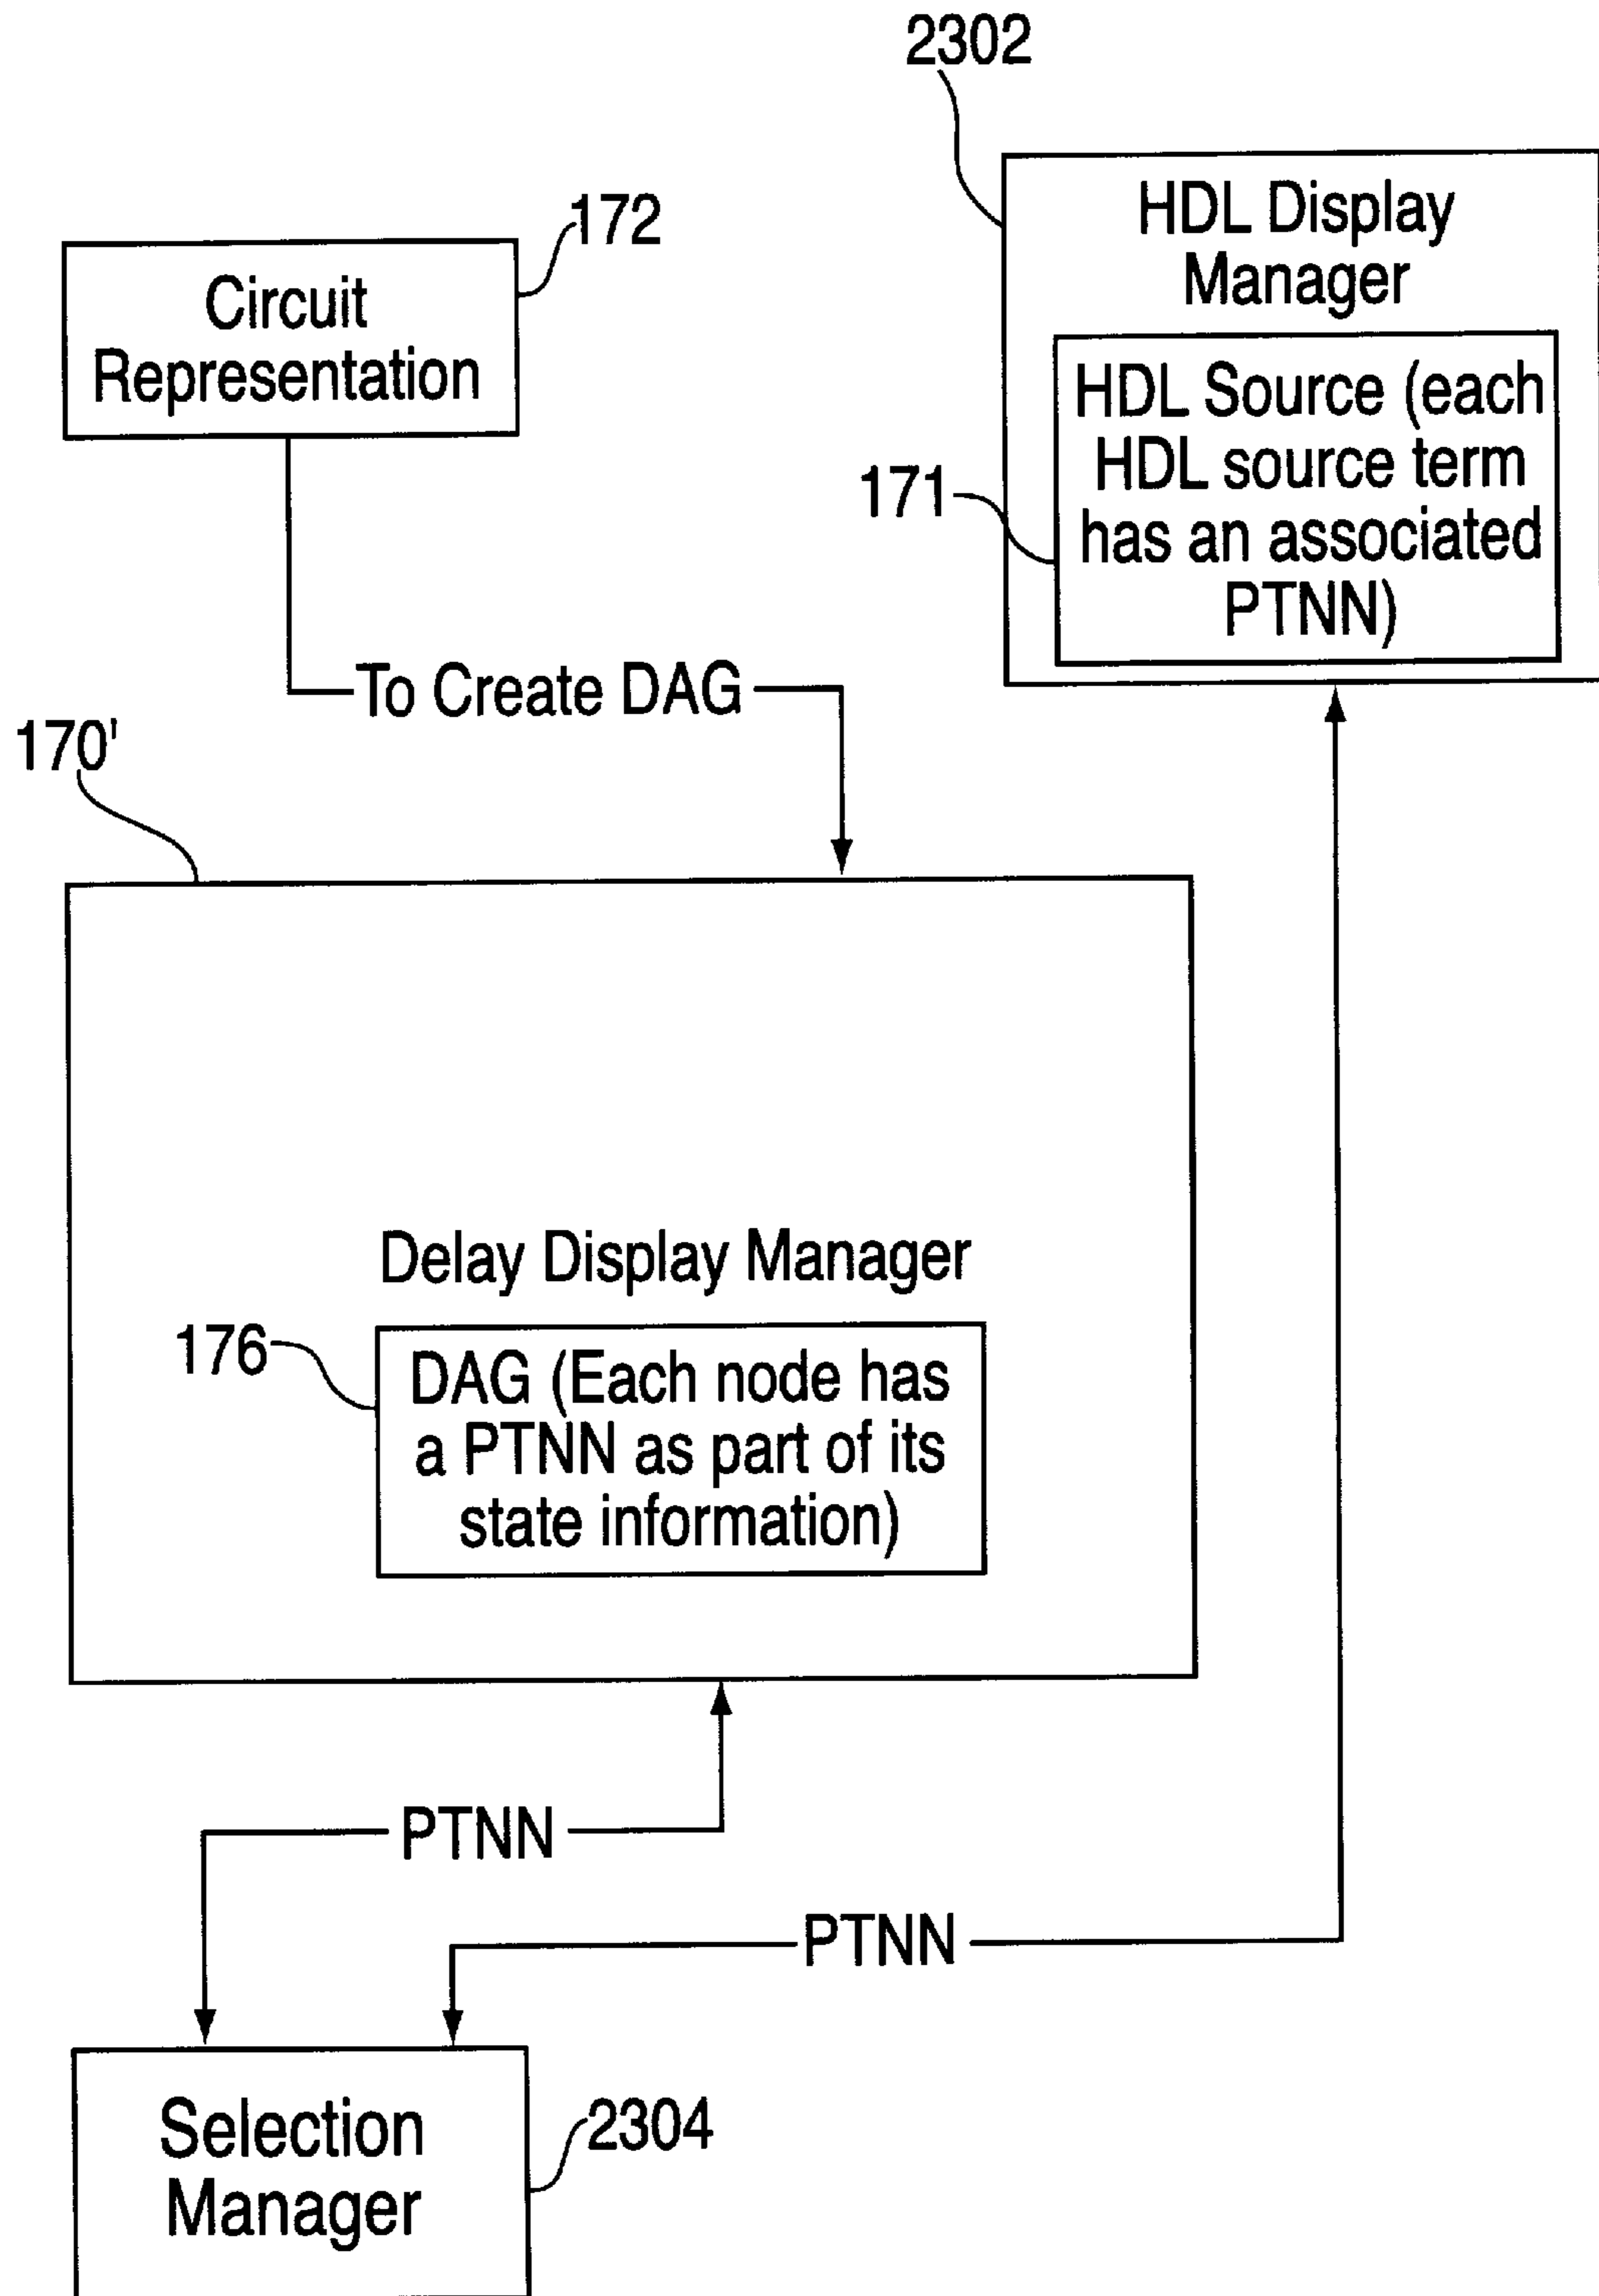 2302
HDL Display
Manager
172
Circuit
Representation
HDL Source (each
HDL source term
has an associated
PTNN)
171
To Create DAG
170'
Delay Display Manager
176
DAG (Each node has
a PTNN as part of its
state information)
PTNN
PTNN
Selection
Manager
2304